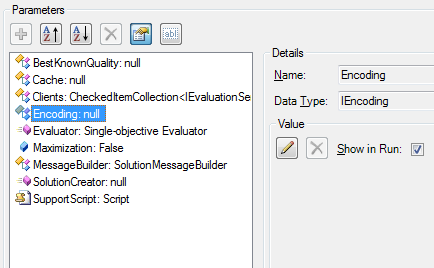 Parameters
BestKnownQuality: null
Cache: null
Clients: CheckedItemCollection<IEvaluationSe
Encoding: null
Evaluator: Single-objective Evaluator
Maximization: False
MessageBuilder: SolutionMessageBuilder
SolutionCreator: null
SupportScript: Script
Details
Name: Encoding
Data Type: IEncoding
Value
Show in Run: